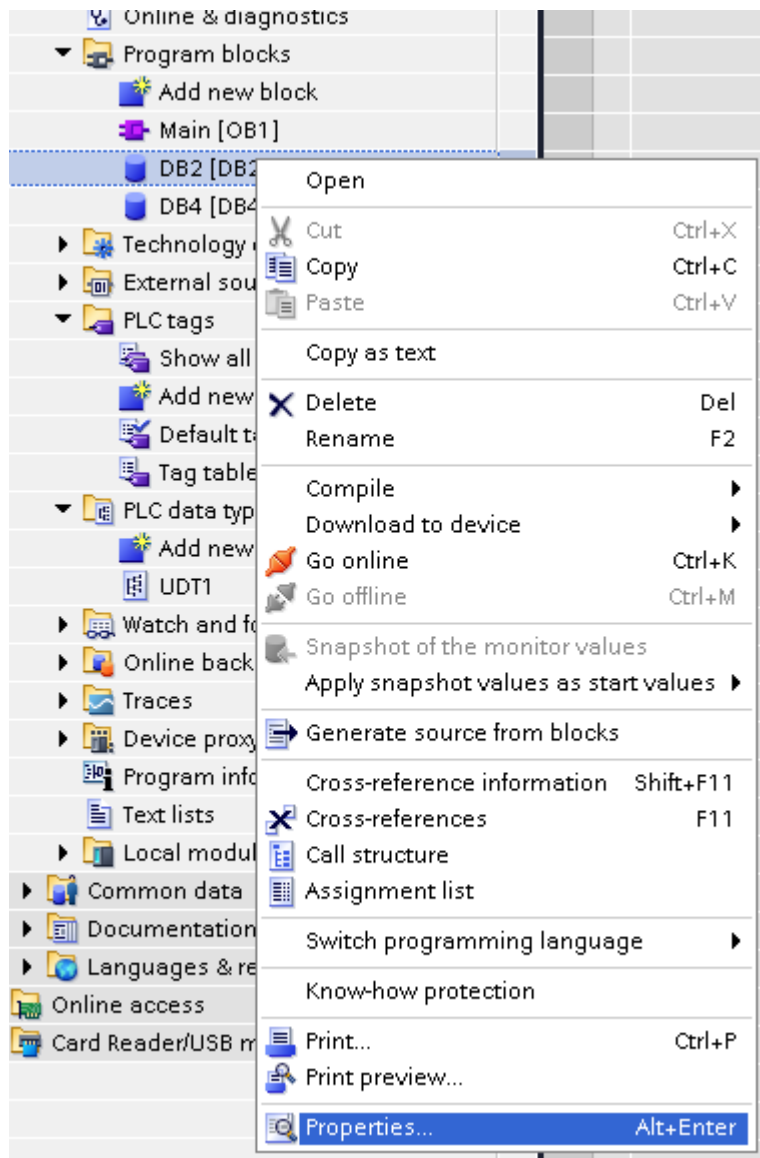 Online & diagnostics
Program blocks
Add new block
Main [OB1]
DB2 [DB2
DB4 [DB4
Technology
External sou
PLC tags
Show all
Add new
Default t
Tag table
PLC data typ
Add new
UDT1
Watch and fo
Online back
Traces
Device proxy
Program info
Text lists
Local modul
Common data
Documentation
Languages & re
Online access
Card Reader/USB m
Open
Cut Ctrl+X
Copy Ctrl+C
Paste Ctrl+V
Copy as text
Delete Del
Rename F2
Compile
Download to device
Go online Ctrl+K
Go offline Ctrl+M
Snapshot of the monitor values
Apply snapshot values as start values
Generate source from blocks
Cross-reference information Shift+F11
Cross-references F11
Call structure
Assignment list
Switch programming language
Know-how protection
Print... Ctrl+P
Print preview...
Properties... Alt+Enter